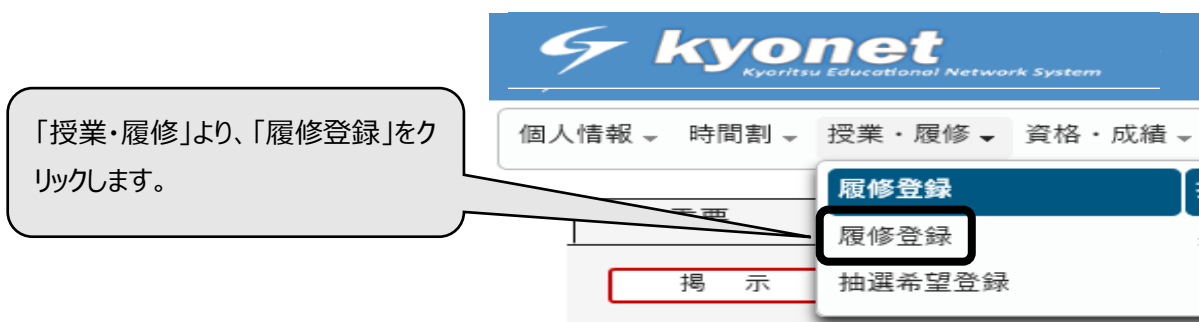 kyonet
Kyoritsu Educational Network System
「授業・履修」より、「履修登録」をク
リックします。
個人情報 時間割 授業・履修 資格・成績
履修登録
重要
履修登録
掲 示
抽選希望登録